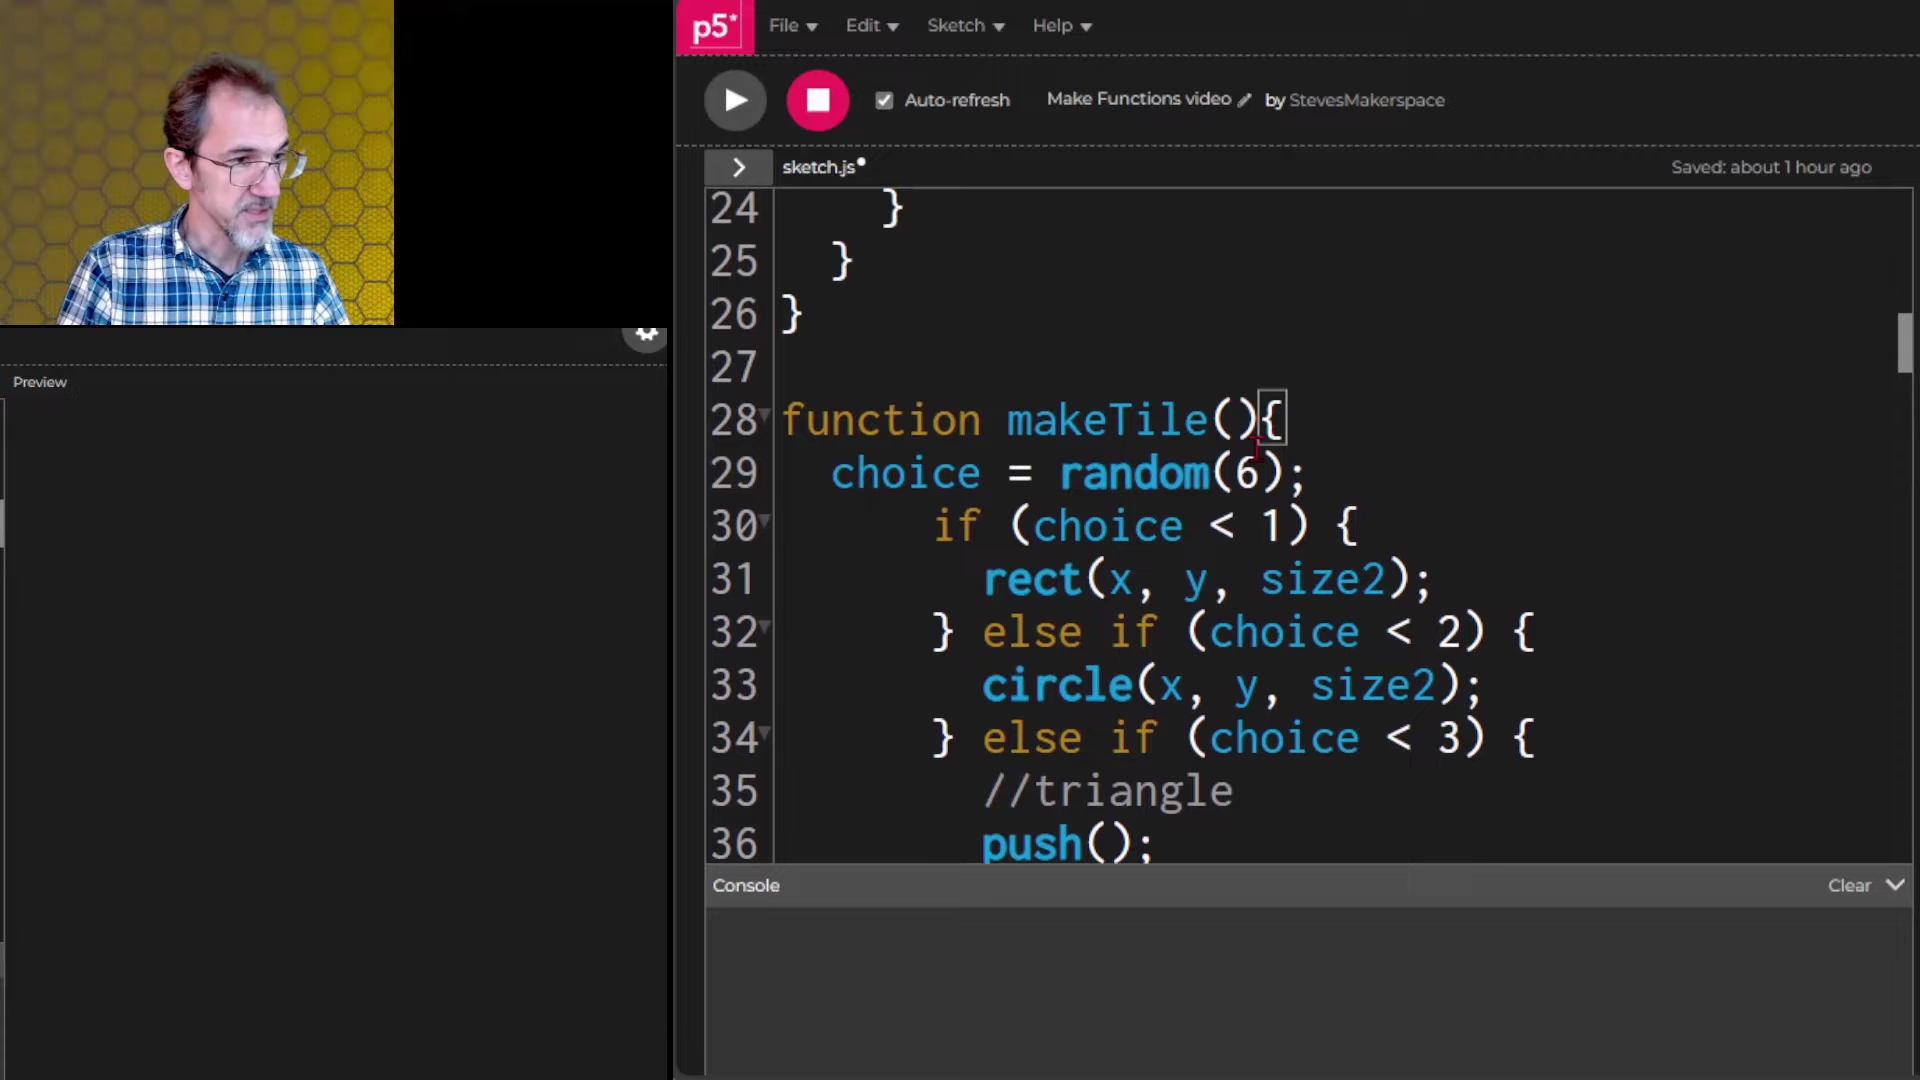 p5*
File Edit Sketch Help
Auto-refresh Make Functions video by StevesMakerspace
> sketch.js Saved: about 1 hour ago
Preview
24 }
25 }
26 }
27
28 function makeTile(){
29 choice = random(6);
30 if (choice < 1) {
31 rect(x, y, size2);
32 } else if (choice < 2) {
33 circle(x, y, size2);
34 } else if (choice < 3) {
35 //triangle
36 push();
Console Clear